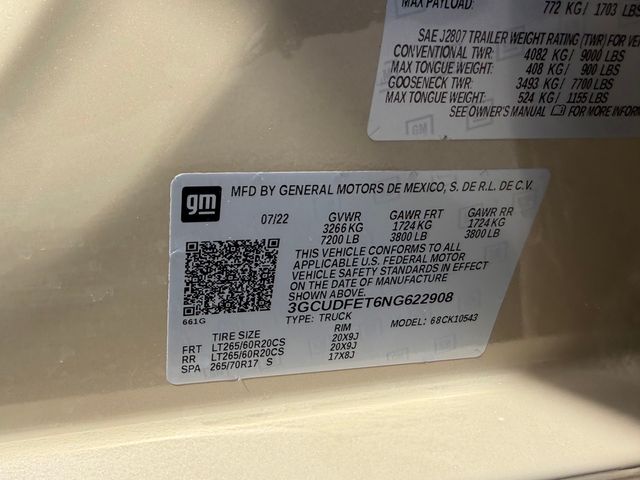 MAX PAYLOAD: 772 KG/ 1703 LBS
SAE J2807 TRAILER WEIGHT RATING (TWR) FOR VE
CONVENTIONAL TWR: 4082 KG/ 9000 LBS
MAX TONGUE WEIGHT: 408 KG/ 900 LBS
GOOSENECK TWR: 3493 KG/ 7700 LBS
MAX TONGUE WEIGHT: 524 KG/ 1155 LBS
SEE OWNER'S MANUAL FOR MORE INFOR
GM
gm
MFD BY GENERAL MOTORS DE MEXICO, S. DE R.L. DE C.V.
07/22 GVWR GAWR FRT GAWR RR
3266 KG 1724 KG 1724 KG
7200 LB 3800 LB 3800 LB
THIS VEHICLE CONFORMS TO ALL
APPLICABLE U.S. FEDERAL MOTOR
VEHICLE SAFETY STANDARDS IN EFFECT
ON THE DATE OF MANUFACTURE
SHOWN ABOVE.
3GCUDFET6NG622908
661G
TYPE: TRUCK MODEL: 68CK10543
TIRE SIZE RIM
FRT LT265/60R20CS 20X9J
RR LT265/60R20CS 20X9J
SPA 265/70R17 S 17X8J